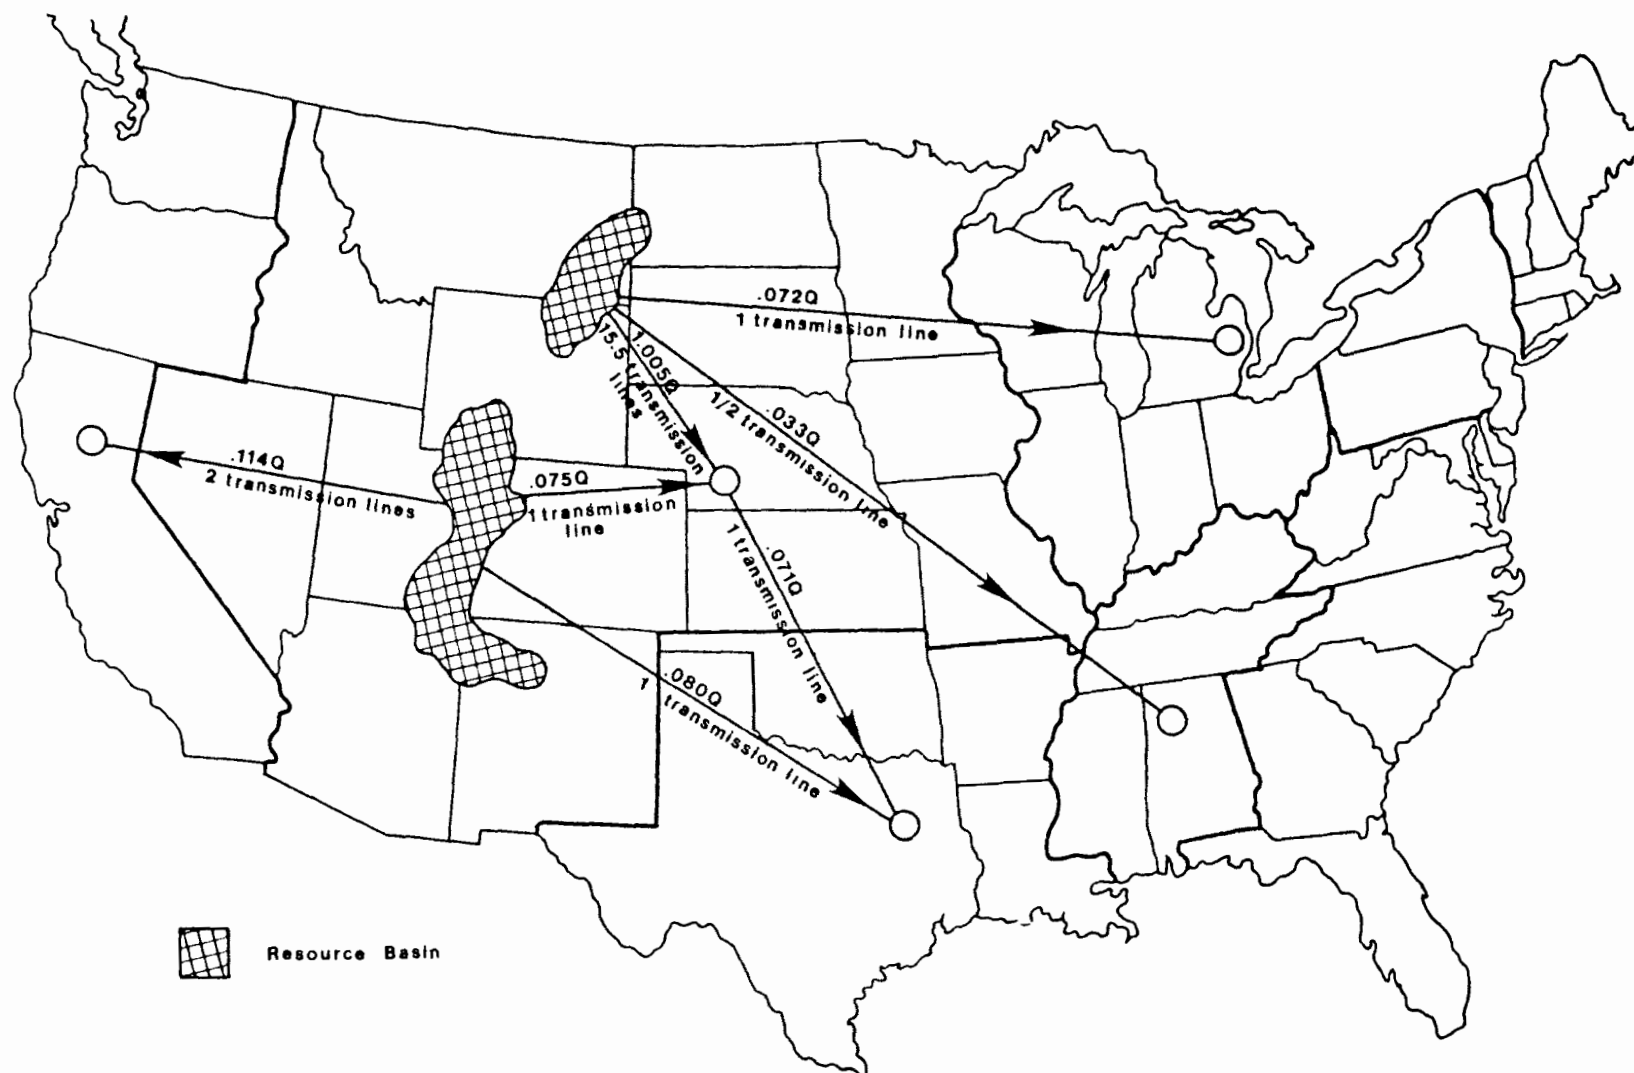 .072Q
1 transmission line
1.005Q
15.5 transmission
lines
.033Q
1/2 transmission line
.114Q
2 transmission lines
.075Q
1 transmission
line
.071Q
1 transmission line
.080Q
1 transmission line
Resource Basin